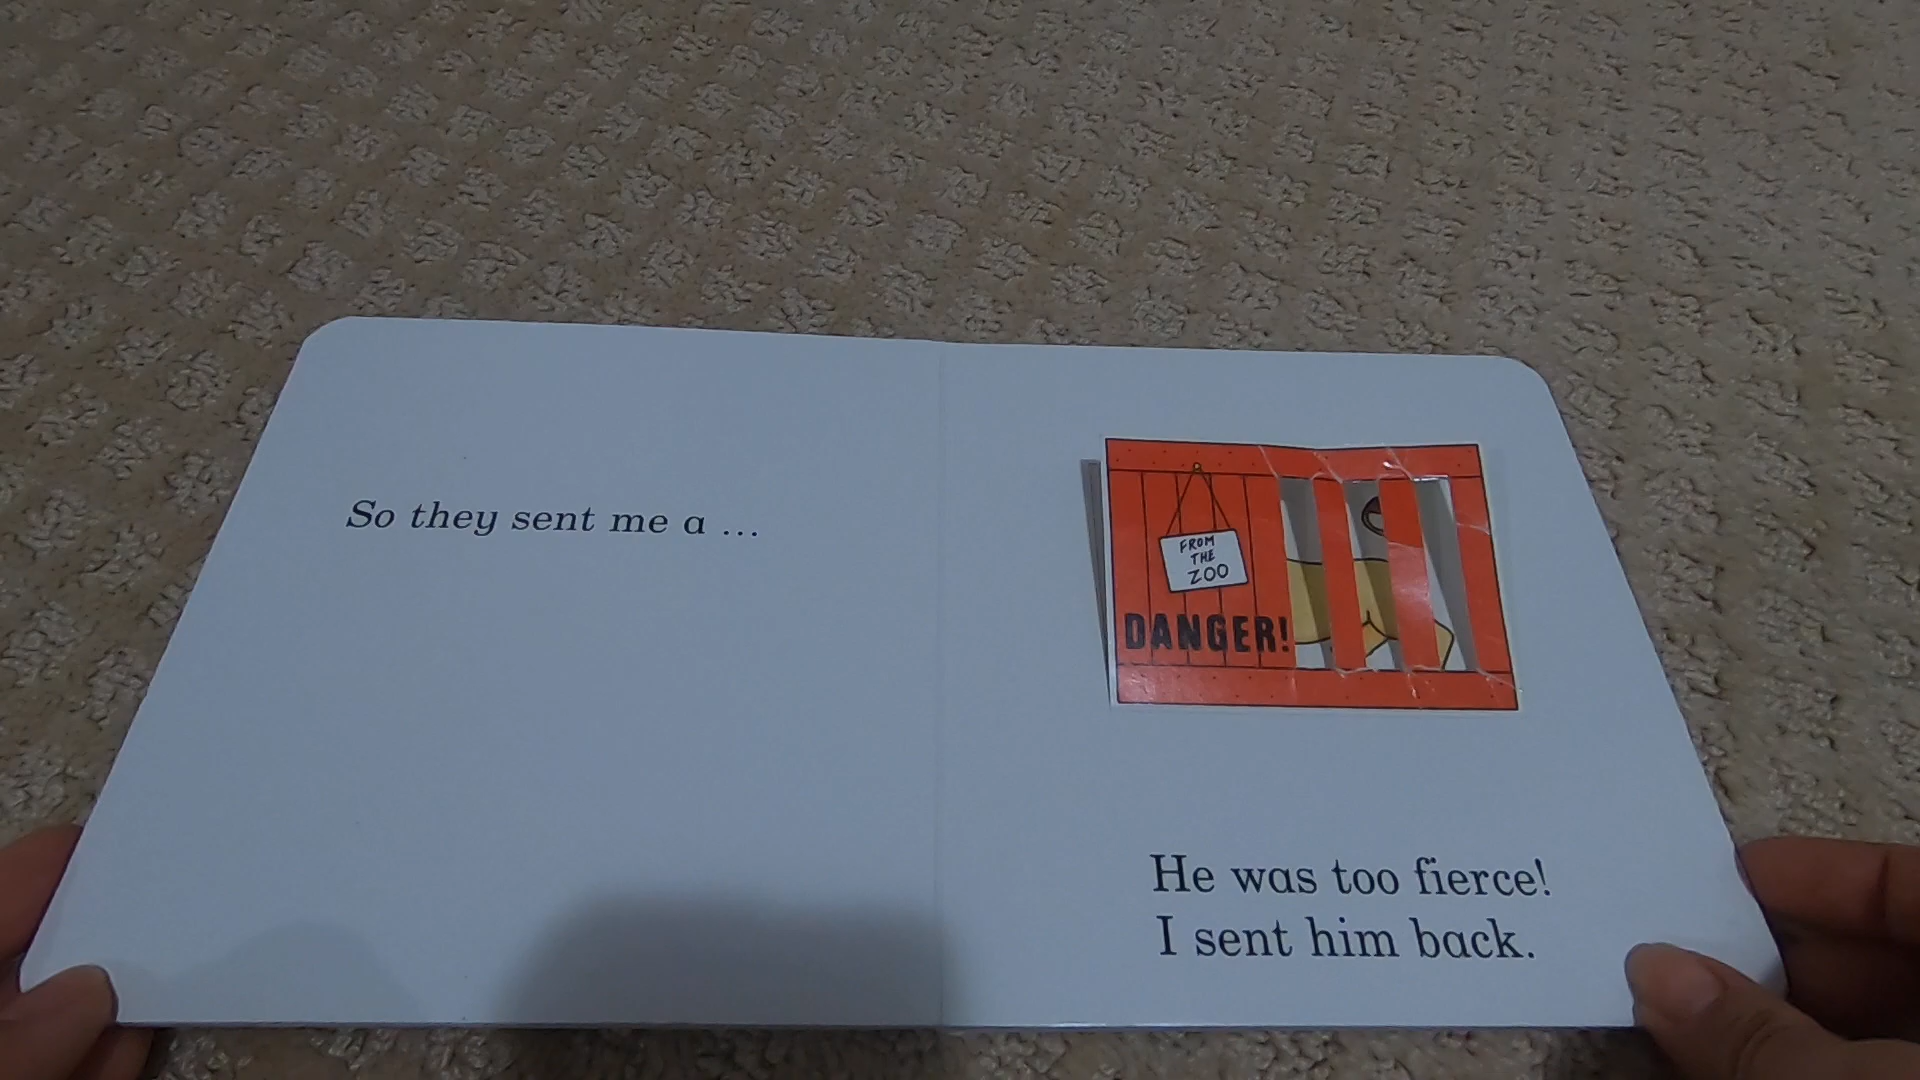 So they sent me a ...
FROM
THE
ZOO
DANGER!
He was too fierce!
I sent him back.